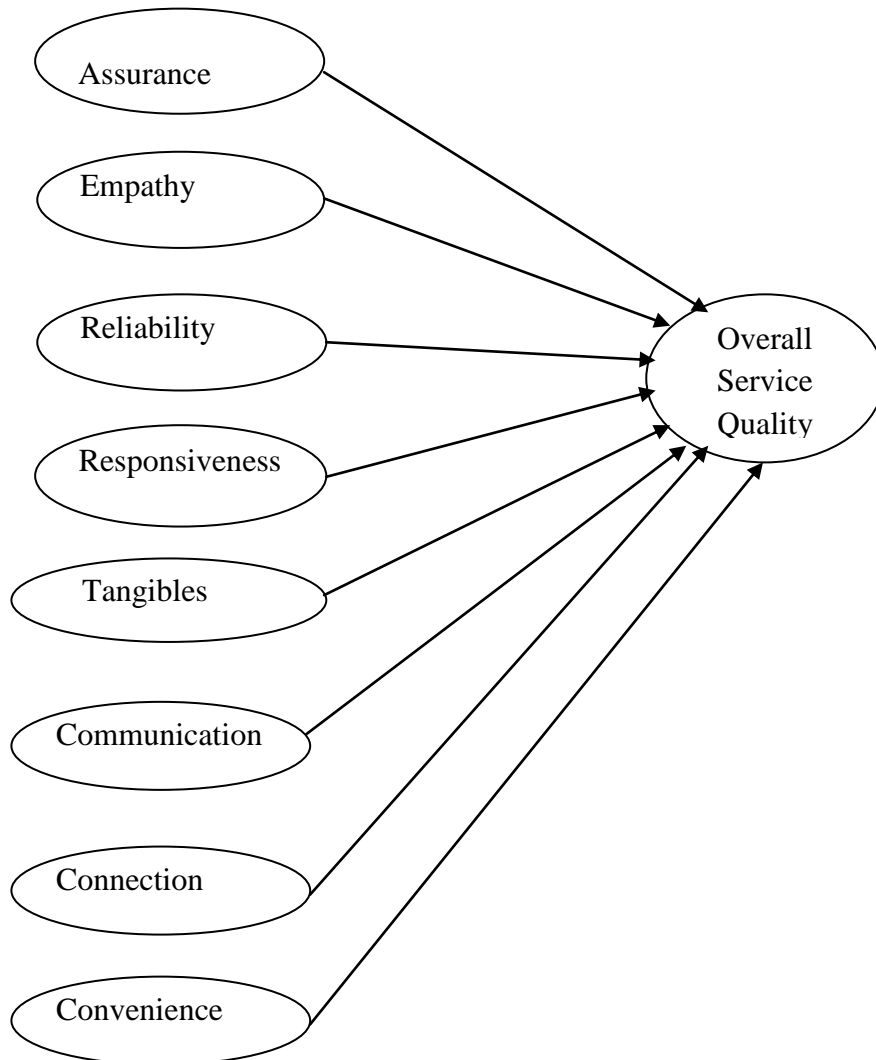 Assurance
Empathy
Reliability
Responsiveness
Tangibles
Communication
Connection
Convenience
Overall
Service
Quality